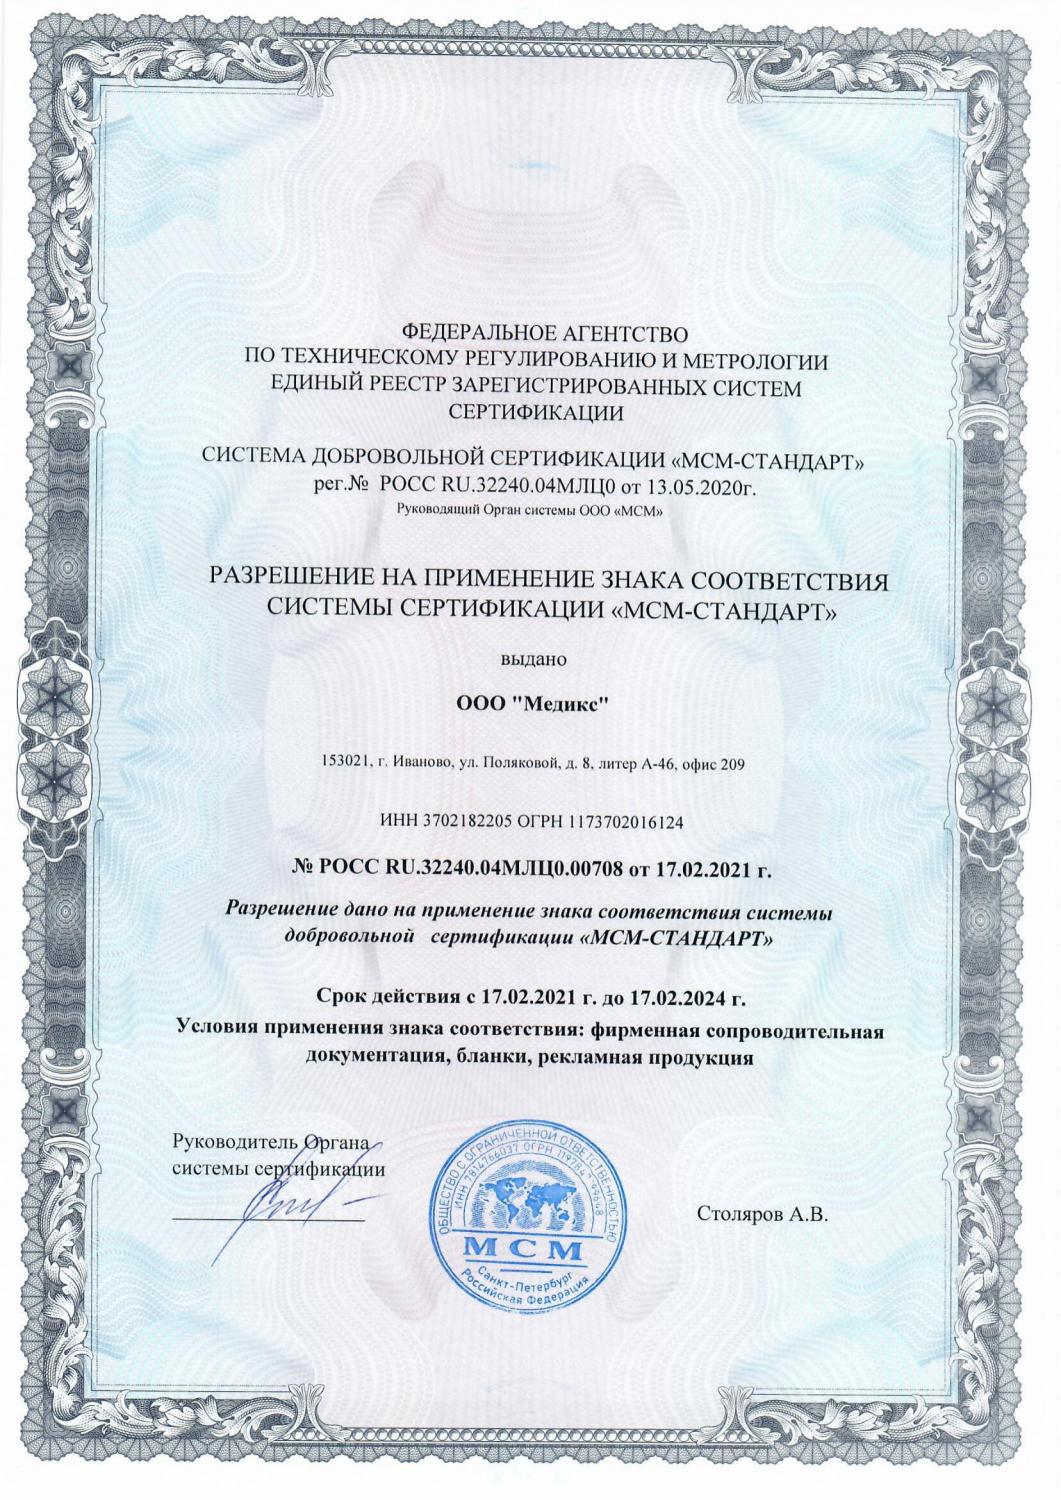 ФЕДЕРАЛЬНОЕ АГЕНТСТВО
ПО ТЕХНИЧЕСКОМУ РЕГУЛИРОВАНИЮ И МЕТРОЛОГИИ
ЕДИНЫЙ РЕЕСТР ЗАРЕГИСТРИРОВАННЫХ СИСТЕМ
СЕРТИФИКАЦИИ
СИСТЕМА ДОБРОВОЛЬНОЙ СЕРТИФИКАЦИИ «МСМ-СТАНДАРТ»
рег.№ РОСС RU.32240.04МЛЦ0 от 13.05.2020г.
Руководящий Орган системы ООО «МСМ»
РАЗРЕШЕНИЕ НА ПРИМЕНЕНИЕ ЗНАКА СООТВЕТСТВИЯ
СИСТЕМЫ СЕРТИФИКАЦИИ «МСМ-СТАНДАРТ»
выдано
ООО "Медикс"
153021, г. Иваново, ул. Поляковой, д. 8, литер А-46, офис 209
ИНН 3702182205 ОГРН 1173702016124
№ РОСС RU.32240.04МЛЦ0.00708 от 17.02.2021 г.
Разрешение дано на применение знака соответствия системы
добровольной сертификации «МСМ-СТАНДАРТ»
Срок действия с 17.02.2021 г. до 17.02.2024 г.
Условия применения знака соответствия: фирменная сопроводительная
документация, бланки, рекламная продукция
Руководитель Органа
системы сертификации
Столяров А.В.
ОБЩЕСТВО С ОГРАНИЧЕННОЙ ОТВЕТСТВЕННОСТЬЮ
ИНН 7814766037 ОГРН
МСМ
Санкт-Петербург
Российская Федерация